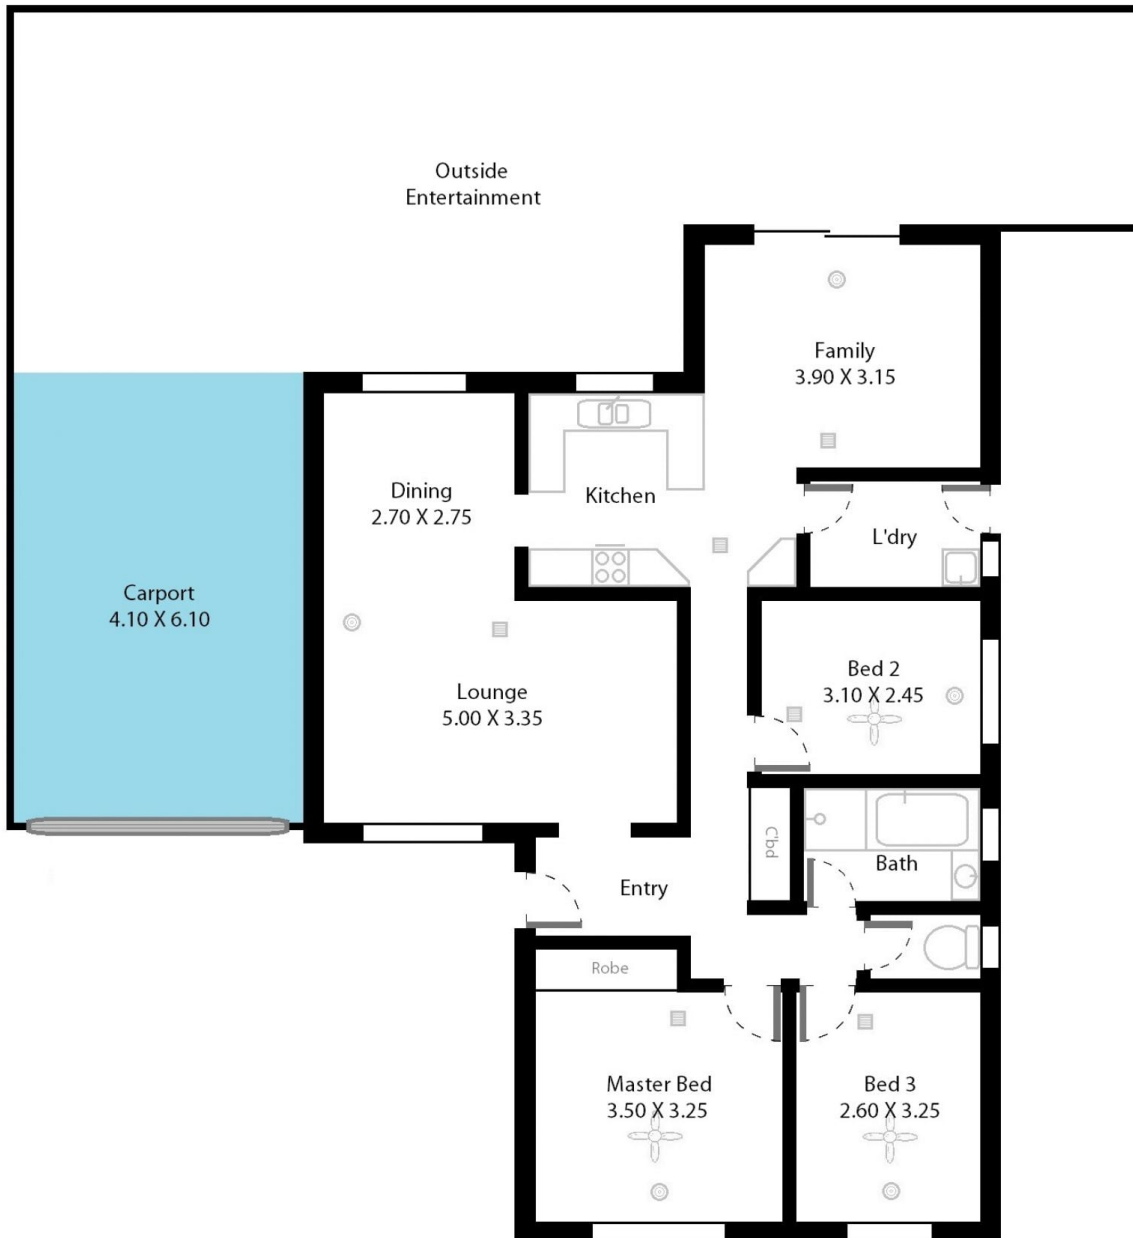 Outside
Entertainment
Family
3.90 X 3.15
Dining
2.70 X 2.75
Kitchen
L'dry
Carport
4.10 X 6.10
Bed 2
3.10 X 2.45
Lounge
5.00 X 3.35
C'bd
Bath
Entry
Robe
Master Bed
3.50 X 3.25
Bed 3
2.60 X 3.25